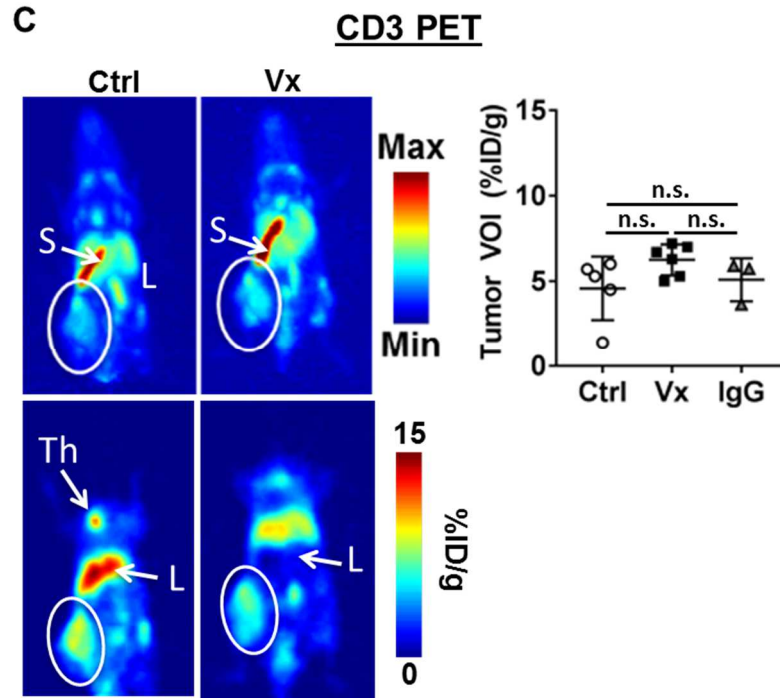 C
CD3 PET
Ctrl
Vx
S
L
S
Max
Min
Th
L
L
15
%ID/g
0
Tumor VOI (%ID/g)
15
10
5
0
n.s.
n.s.
n.s.
Ctrl
Vx
IgG